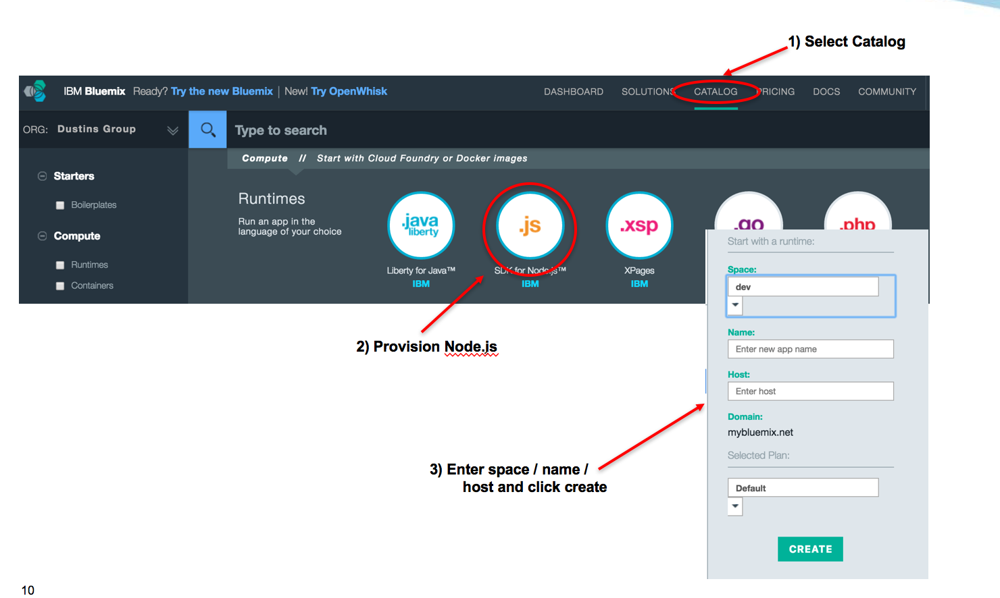 1) Select Catalog
IBM Bluemix Ready? Try the new Bluemix | New! Try OpenWhisk
DASHBOARD SOLUTIONS CATALOG PRICING DOCS COMMUNITY
ORG: Dustins Group
Type to search
Compute // Start with Cloud Foundry or Docker images
Starters
Boilerplates
Compute
Runtimes
Containers
Runtimes
Run an app in the
language of your choice
.java
liberty
Liberty for Java™
IBM
.js
SDK for Node.js™
IBM
.xsp
XPages
IBM
.go
.php
2) Provision Node.js
3) Enter space / name /
host and click create
Start with a runtime:
Space:
dev
Name:
Enter new app name
Host:
Enter host
Domain:
mybluemix.net
Selected Plan:
Default
CREATE
10